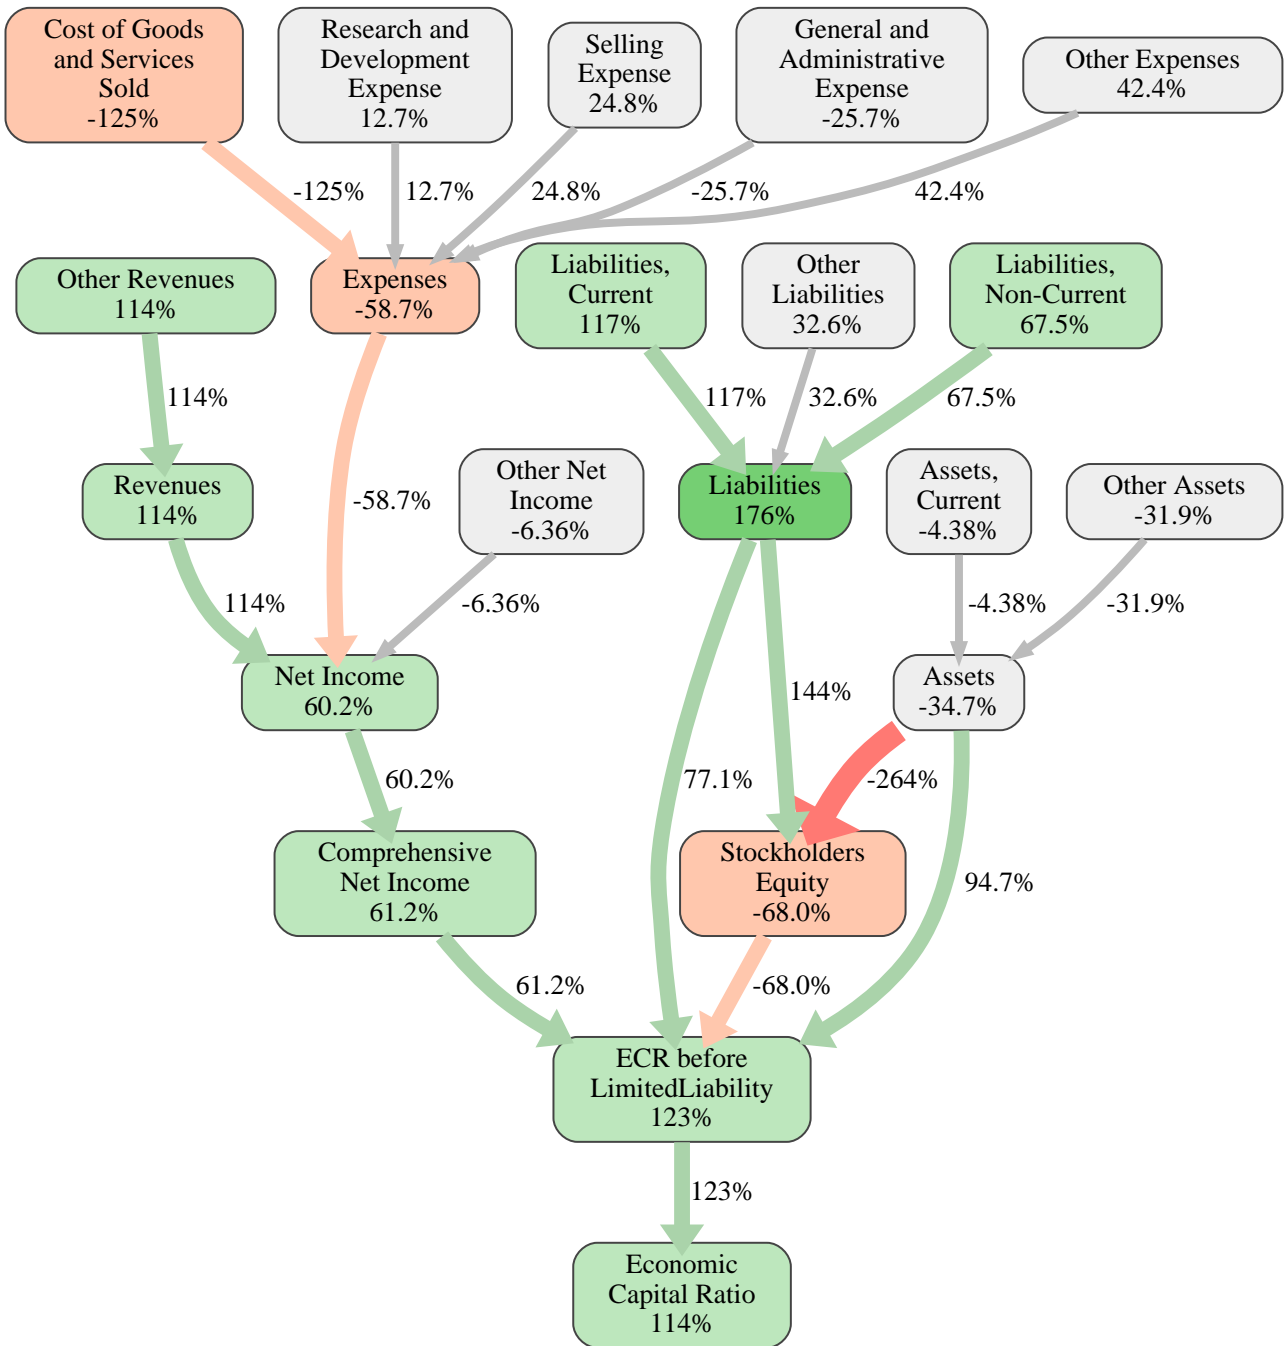 Cost of Goods
and Services
Sold
-125%
Research and
Development
Expense
12.7%
Selling
Expense
24.8%
General and
Administrative
Expense
-25.7%
Other Expenses
42.4%
-125%
12.7%
24.8%
-25.7%
42.4%
Other Revenues
114%
Expenses
-58.7%
Liabilities,
Current
117%
Other
Liabilities
32.6%
Liabilities,
Non-Current
67.5%
114%
117%
32.6%
67.5%
Revenues
114%
-58.7%
Other Net
Income
-6.36%
Liabilities
176%
Assets,
Current
-4.38%
Other Assets
-31.9%
114%
-6.36%
-4.38%
-31.9%
Net Income
60.2%
144%
Assets
-34.7%
60.2%
77.1%
-264%
Comprehensive
Net Income
61.2%
Stockholders
Equity
-68.0%
94.7%
61.2%
-68.0%
ECR before
LimitedLiability
123%
123%
Economic
Capital Ratio
114%